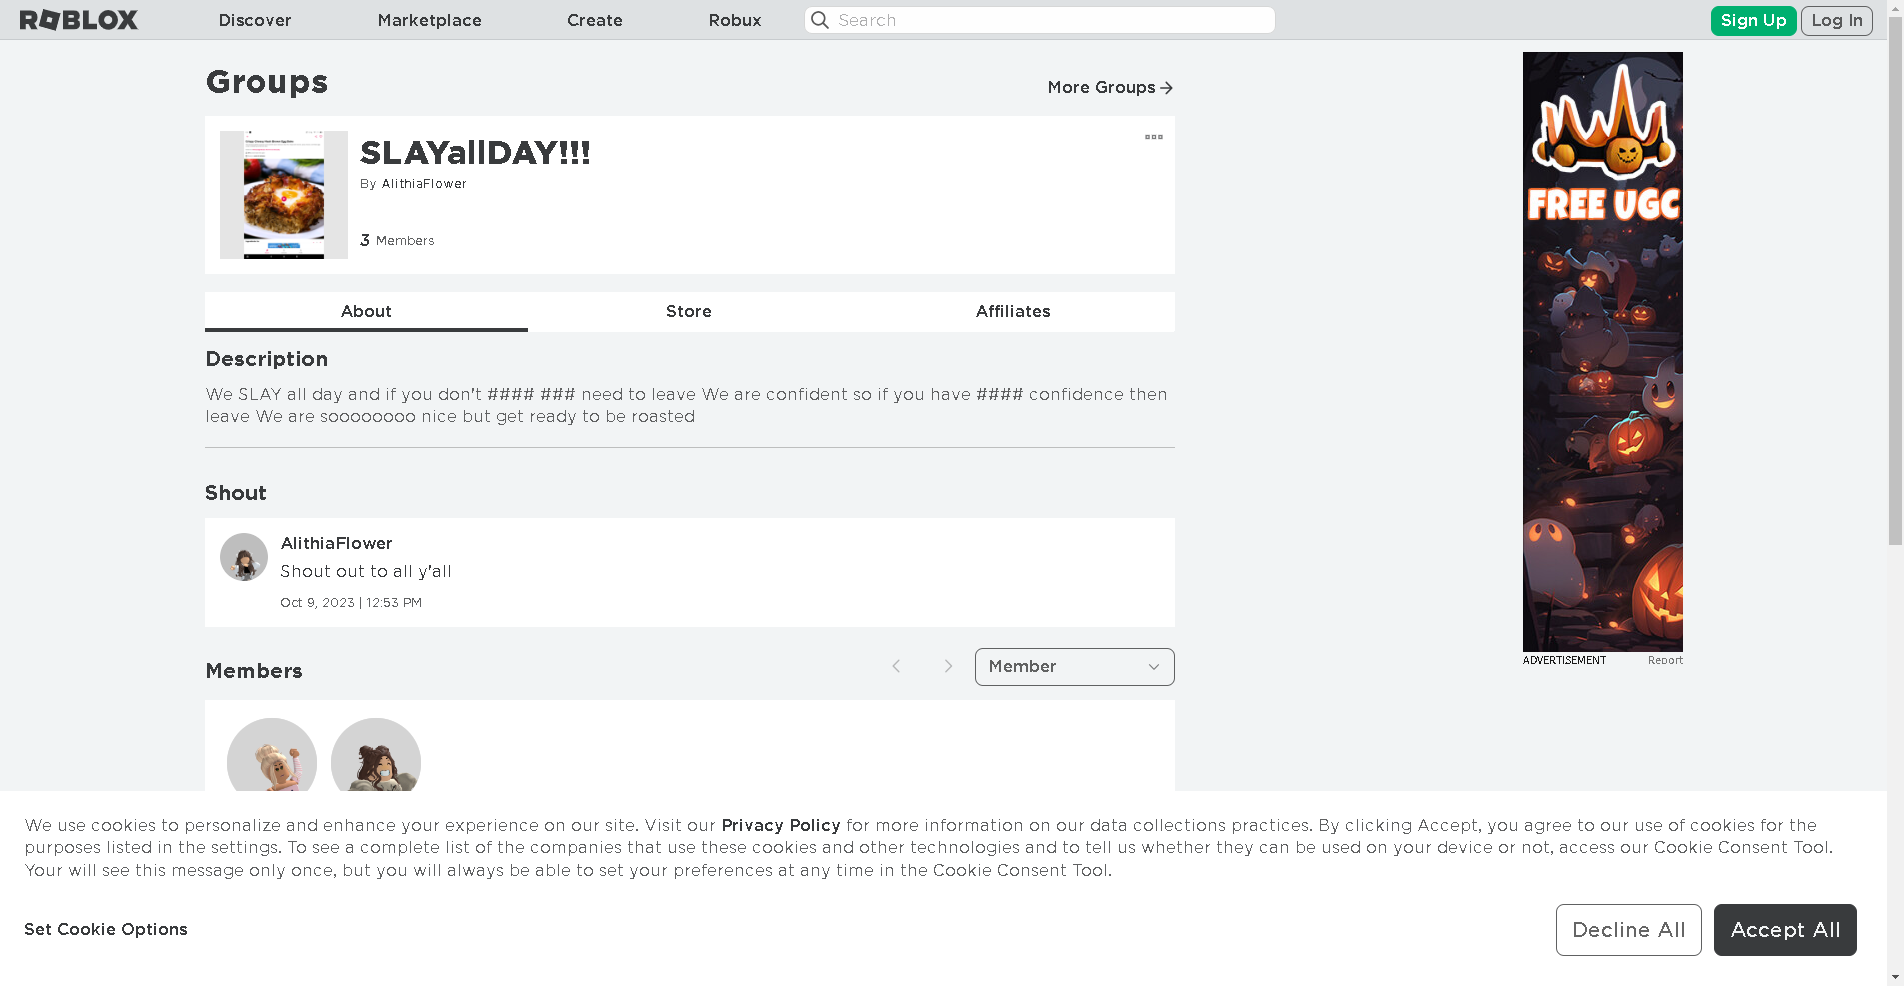 ROBLOX
Discover
Marketplace
Create
Robux
Search
Sign Up
Log In
Groups
More Groups
SLAYallDAY!!!
By AlithiaFlower
3 Members
About
Store
Affiliates
Description
We SLAY all day and if you don't #### ### need to leave We are confident so if you have #### confidence then
leave We are soooooooo nice but get ready to be roasted
Shout
AlithiaFlower
Shout out to all y'all
Oct 9, 2023 | 12:53 PM
Members
Member
FREE UGC
ADVERTISEMENT
Report
We use cookies to personalize and enhance your experience on our site. Visit our Privacy Policy for more information on our data collections practices. By clicking Accept, you agree to our use of cookies for the
purposes listed in the settings. To see a complete list of the companies that use these cookies and other technologies and to tell us whether they can be used on your device or not, access our Cookie Consent Tool.
Your will see this message only once, but you will always be able to set your preferences at any time in the Cookie Consent Tool.
Set Cookie Options
Decline All
Accept All